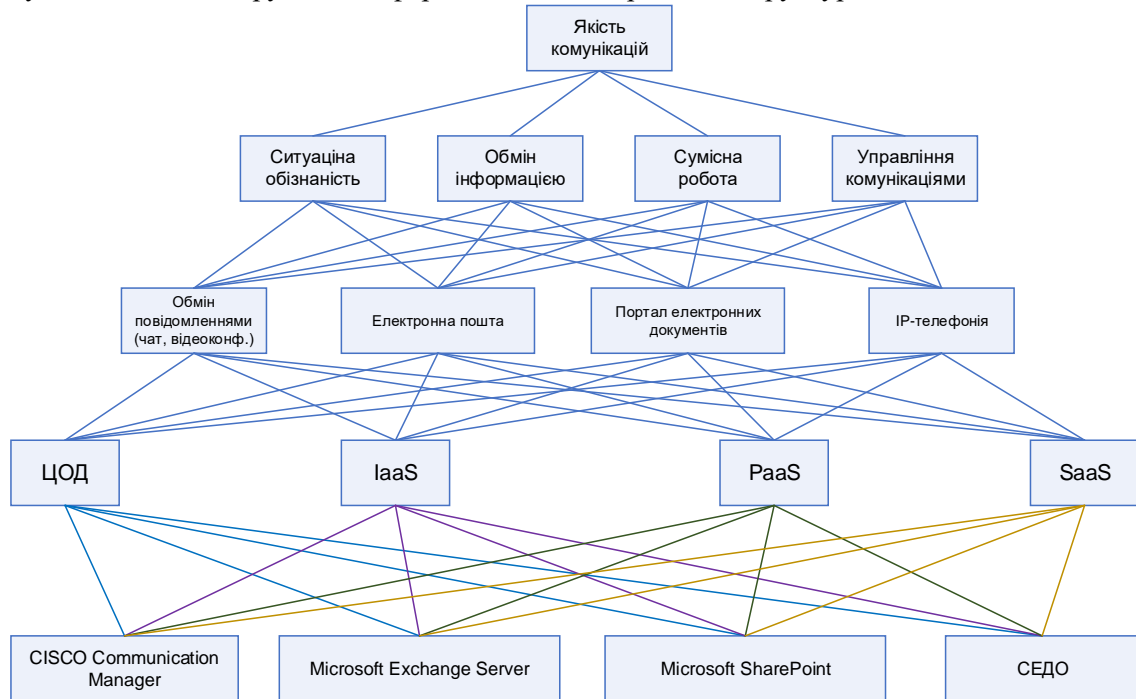 Якість
комунікацій
Ситуаціна
обізнаність
Обмін
інформацією
Сумісна
робота
Управління
комунікаціями
Обмін
повідомленнями
(чат, відеоконф.)
Електронна пошта
Портал електронних
документів
IP-телефонія
ЦОД
IaaS
PaaS
SaaS
CISCO Communication
Manager
Microsoft Exchange Server
Microsoft SharePoint
СЕДО